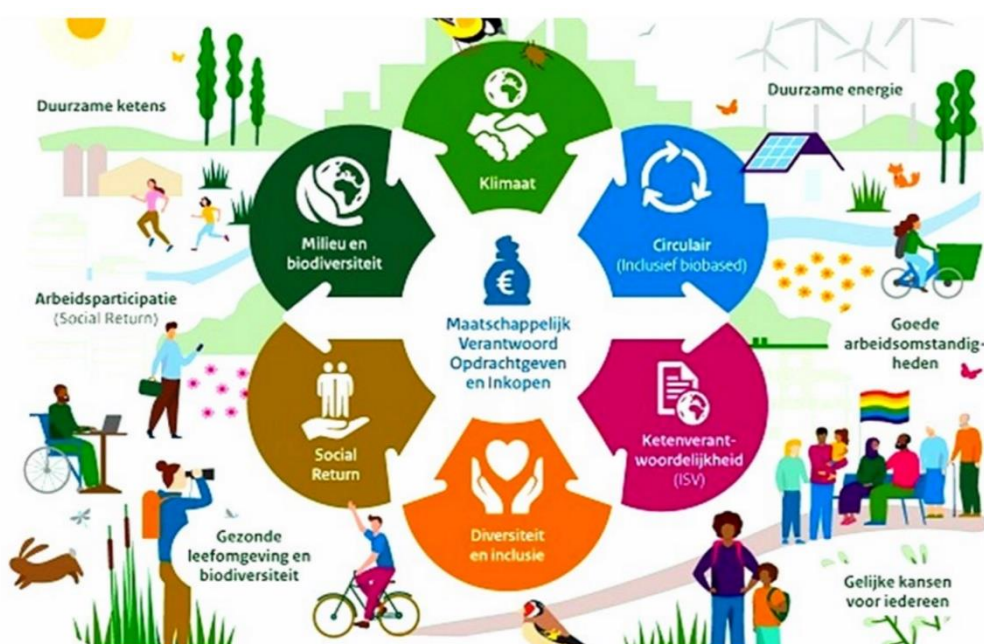 Duurzame ketens
Duurzame energie
Klimaat
Milieu en
biodiversiteit
Circulair
(Inclusief biobased)
Arbeidsparticipatie
(Social Return)
Maatschappelijk
Verantwoord
Opdrachtgeven
en Inkopen
Goede
arbeidsomstandig-
heden
Social
Return
Ketenverant-
woordelijkheid
(ISV)
Diversiteit
en inclusie
Gezonde
leefomgeving en
biodiversiteit
Gelijke kansen
voor iedereen